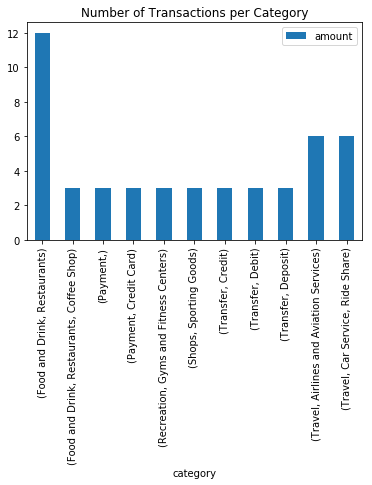 Number of Transactions per Category
amount
12
10
8
6
4
2
0
(Food and Drink, Restaurants)
(Food and Drink, Restaurants, Coffee Shop)
(Payment,)
(Payment, Credit Card)
(Recreation, Gyms and Fitness Centers)
(Shops, Sporting Goods)
(Transfer, Credit)
(Transfer, Debit)
(Transfer, Deposit)
(Travel, Airlines and Aviation Services)
(Travel, Car Service, Ride Share)
category